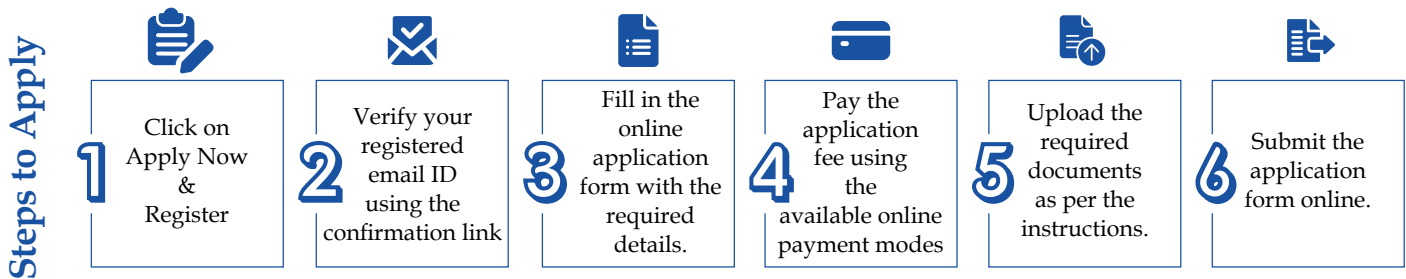 Steps to Apply
1
Click on
Apply Now
&
Register
2
Verify your
registered
email ID
using the
confirmation link
3
Fill in the
online
application
form with the
required
details.
4
Pay the
application
fee using
the
available online
payment modes
5
Upload the
required
documents
as per the
instructions.
6
Submit the
application
form online.